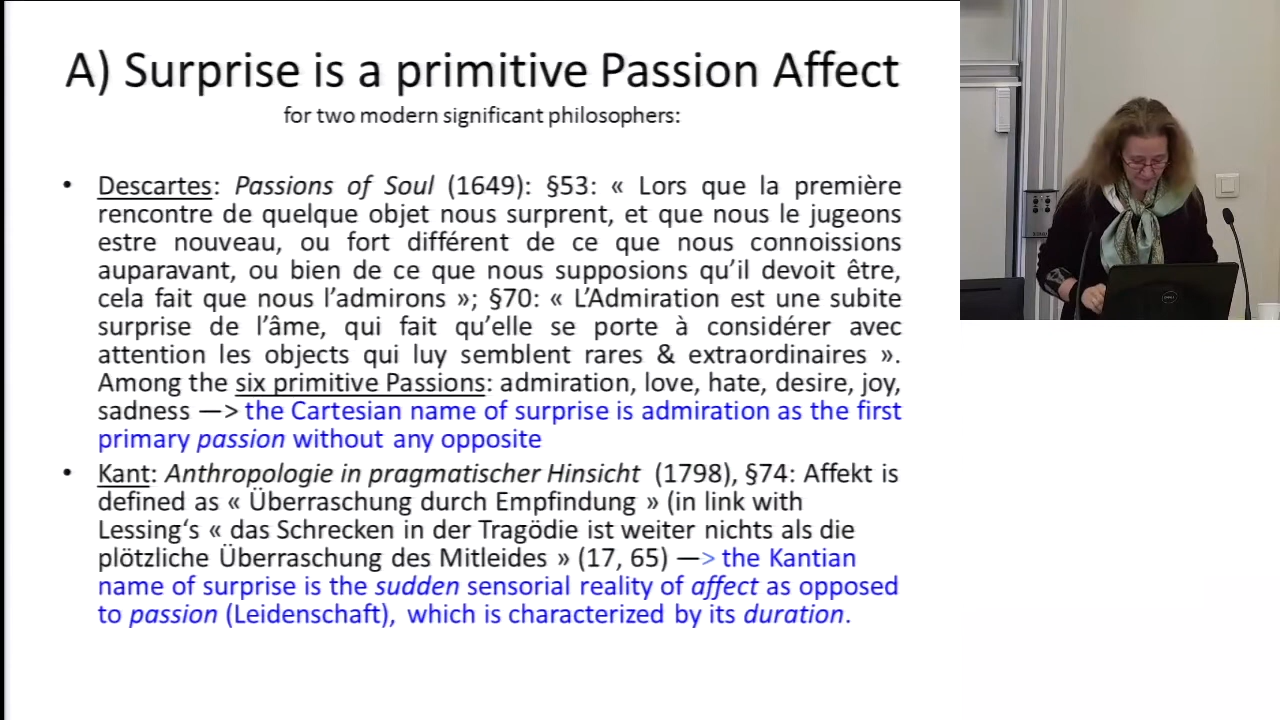 A) Surprise is a primitive Passion Affect
for two modern significant philosophers:
• Descartes: Passions of Soul (1649): §53: « Lors que la première
rencontre de quelque objet nous surprent, et que nous le jugeons
estre nouveau, ou fort différent de ce que nous connoissions
auparavant, ou bien de ce que nous supposions qu'il devoit être,
cela fait que nous l'admirons »; §70: « L'Admiration est une subite
surprise de l'âme, qui fait qu'elle se porte à considérer avec
attention les objects qui luy semblent rares & extraordinaires ».
Among the six primitive Passions: admiration, love, hate, desire, joy,
sadness —> the Cartesian name of surprise is admiration as the first
primary passion without any opposite
• Kant: Anthropologie in pragmatischer Hinsicht (1798), §74: Affekt is
defined as « Überraschung durch Empfindung » (in link with
Lessing's « das Schrecken in der Tragödie ist weiter nichts als die
plötzliche Überraschung des Mitleides » (17, 65) —> the Kantian
name of surprise is the sudden sensorial reality of affect as opposed
to passion (Leidenschaft), which is characterized by its duration.
DELL